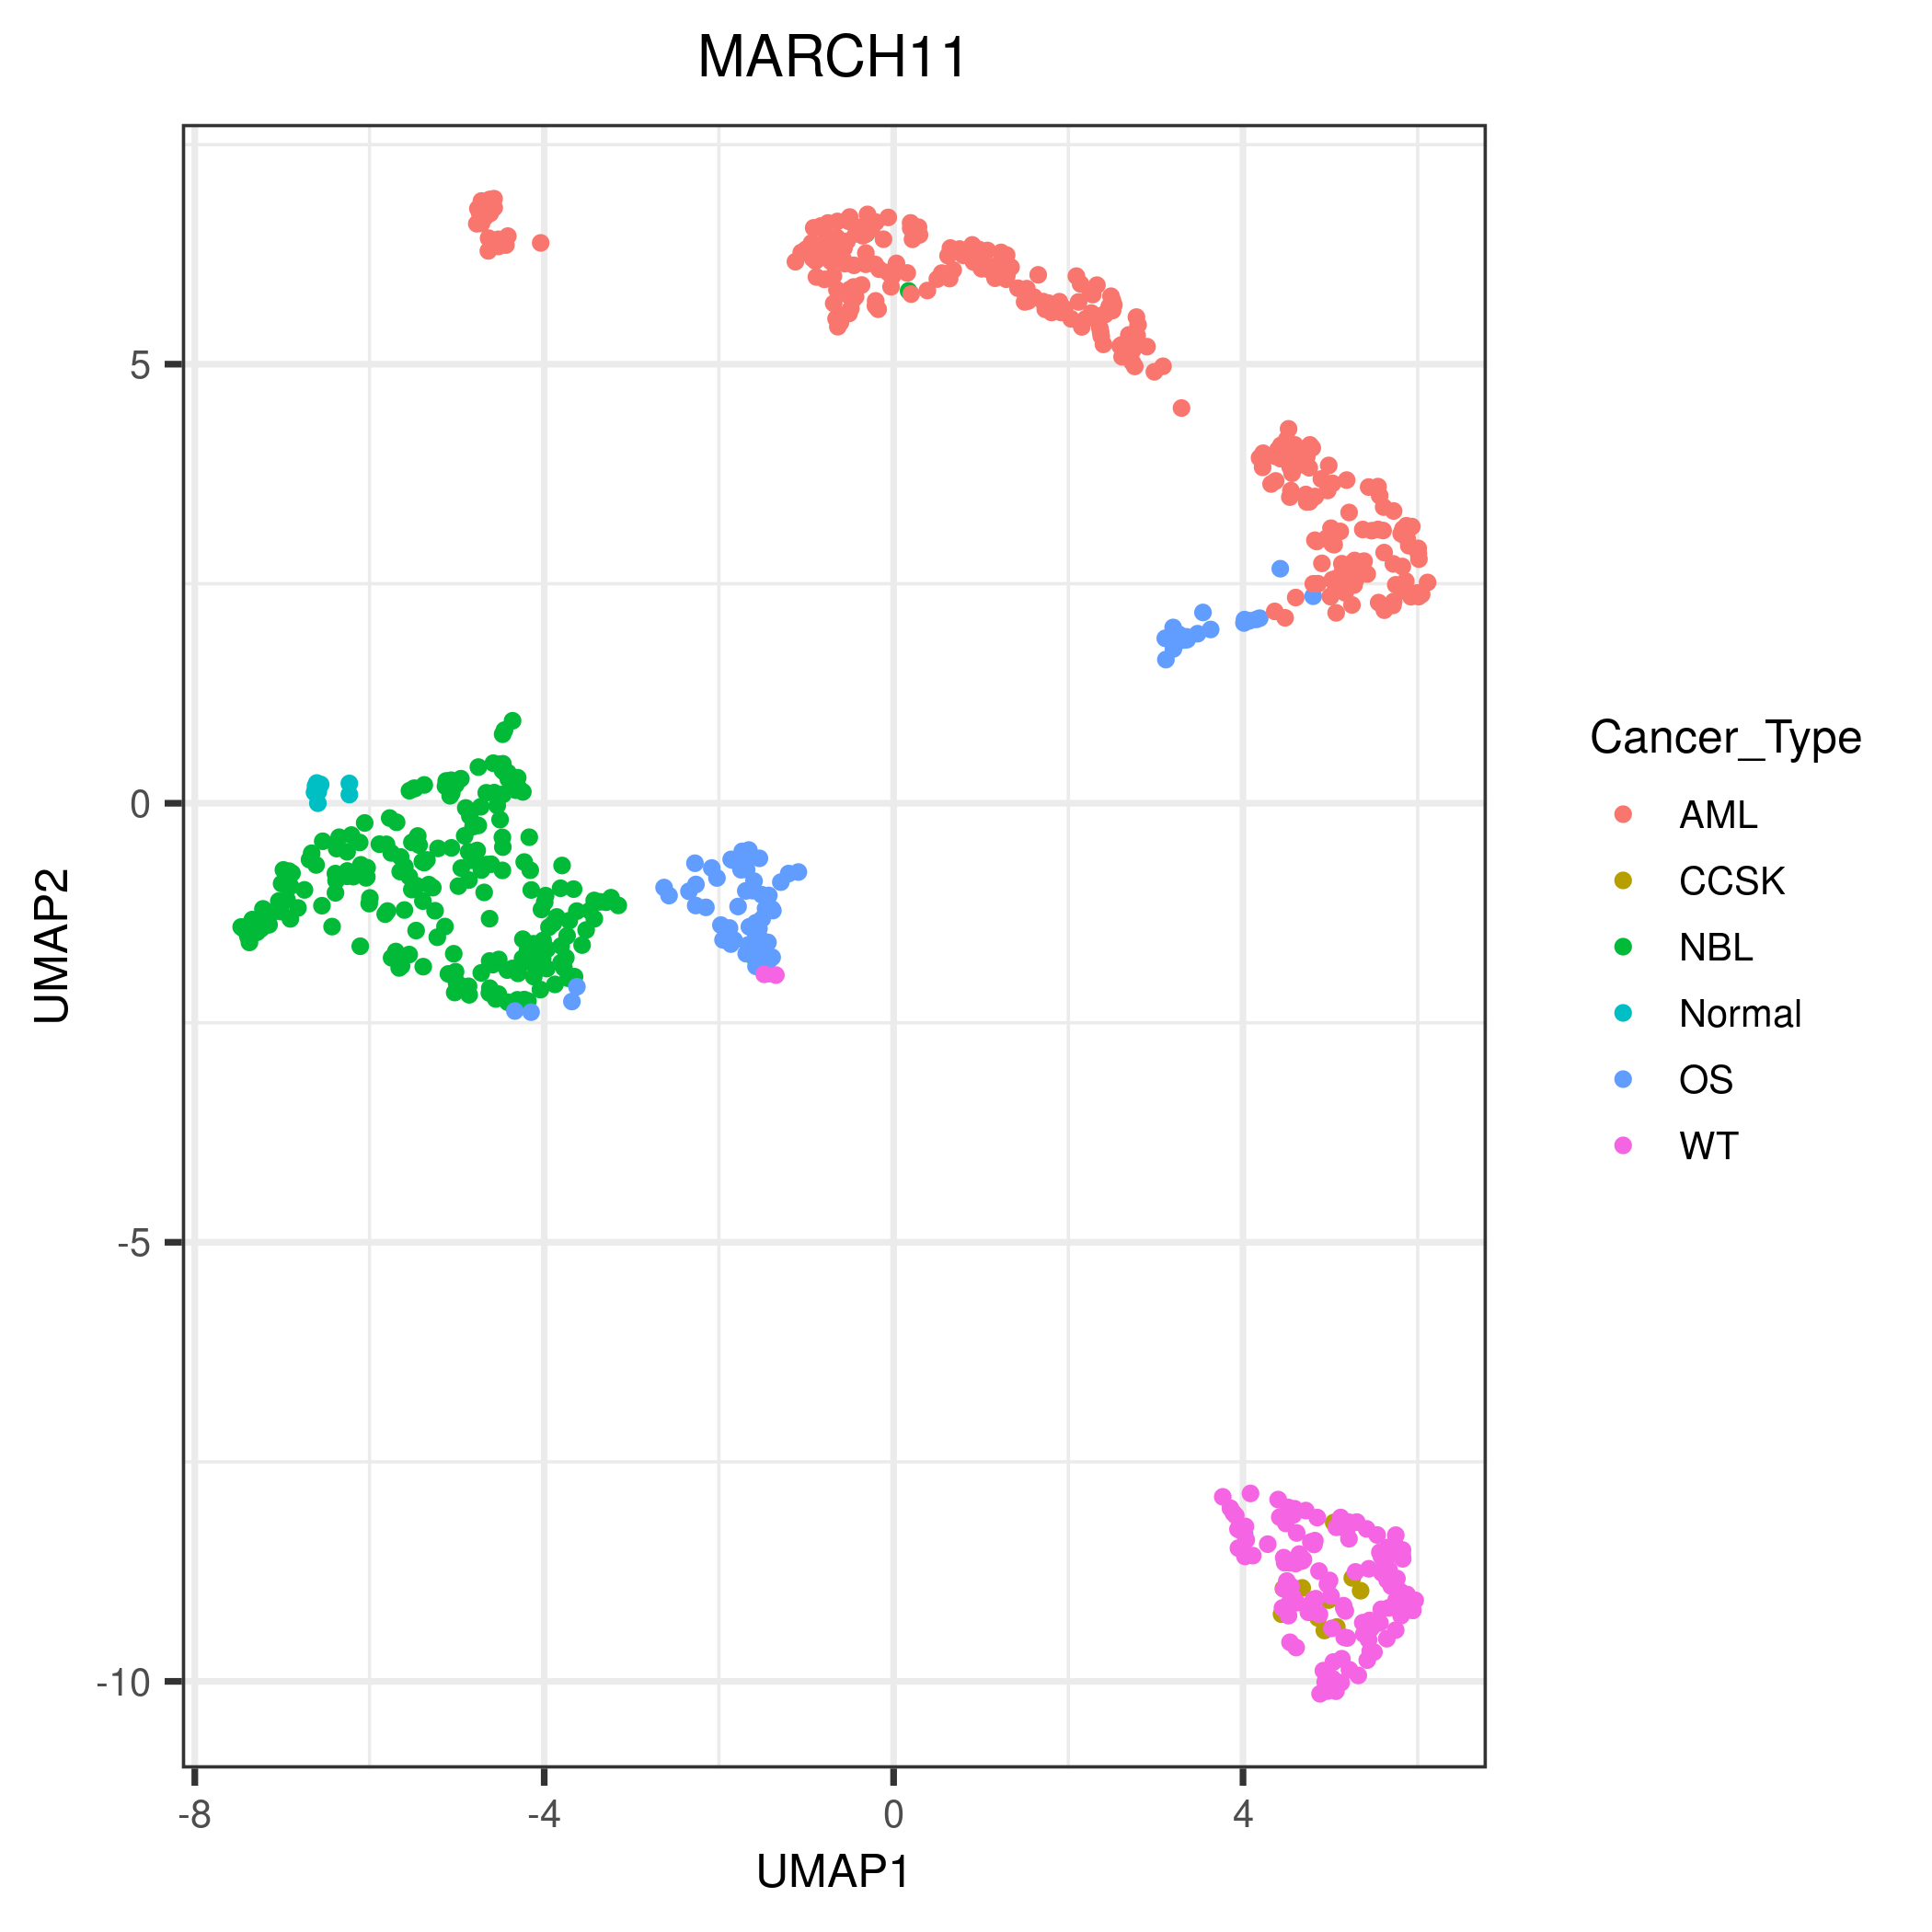 MARCH11
5
0
-5
-10
UMAP2
-8
-4
0
4
UMAP1
Cancer_Type
AML
CCSK
NBL
Normal
OS
WT